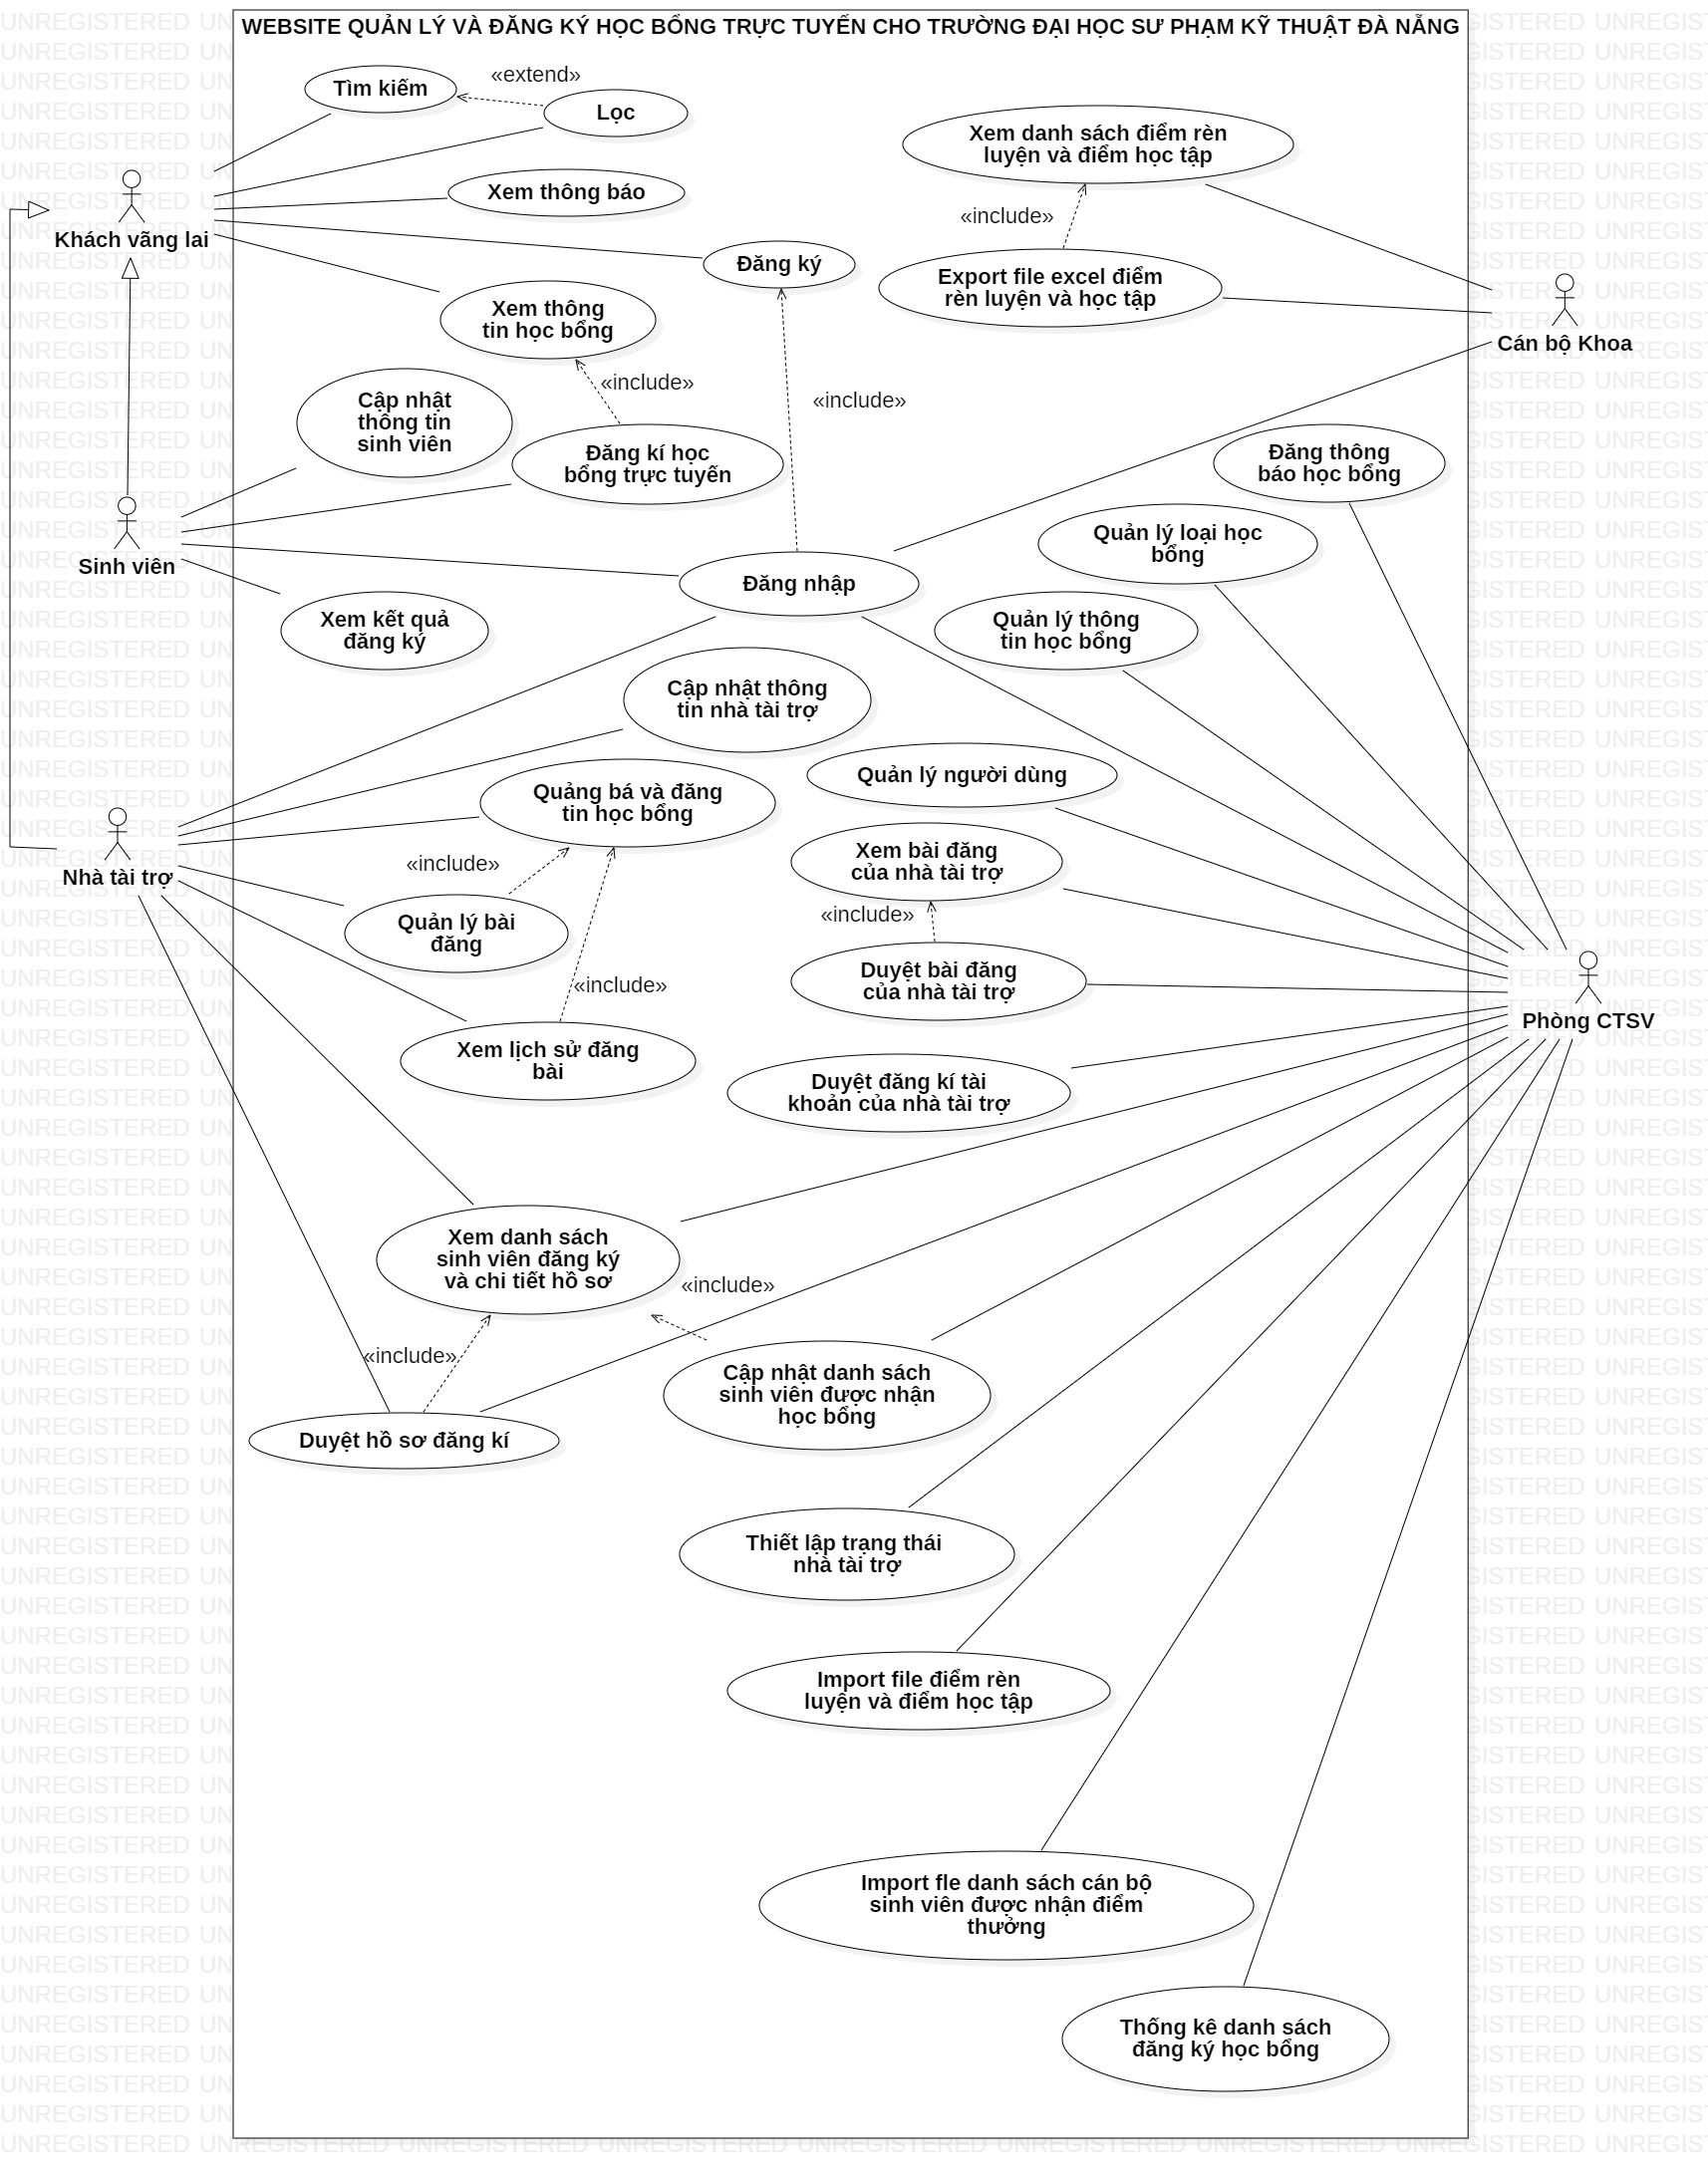 WEBSITE QUẢN LÝ VÀ ĐĂNG KÝ HỌC BỔNG TRỰC TUYẾN CHO TRƯỜNG ĐẠI HỌC SƯ PHẠM KỸ THUẬT ĐÀ NẴNG
Tìm kiếm
«extend»
Lọc
Xem danh sách điểm rèn
luyện và điểm học tập
Xem thông báo
«include»
Khách vãng lai
Đăng ký
Export file excel điểm
rèn luyện và học tập
Xem thông
tin học bổng
Cán bộ Khoa
«include»
Cập nhật
thông tin
sinh viên
«include»
Đăng kí học
bổng trực tuyến
Đăng thông
báo học bổng
Quản lý loại học
bổng
Sinh viên
Đăng nhập
Xem kết quả
đăng ký
Quản lý thông
tin học bổng
Cập nhật thông
tin nhà tài trợ
Quản lý người dùng
Quảng bá và đăng
tin học bổng
Xem bài đăng
của nhà tài trợ
«include»
Nhà tài trợ
«include»
Quản lý bài
đăng
Duyệt bài đăng
của nhà tài trợ
«include»
Phòng CTSV
Xem lịch sử đăng
bài
Duyệt đăng kí tài
khoản của nhà tài trợ
Xem danh sách
sinh viên đăng ký
và chi tiết hồ sơ
«include»
«include»
Cập nhật danh sách
sinh viên được nhận
học bổng
Duyệt hồ sơ đăng kí
Thiết lập trạng thái
nhà tài trợ
Import file điểm rèn
luyện và điểm học tập
Import fle danh sách cán bộ
sinh viên được nhận điểm
thưởng
Thống kê danh sách
đăng ký học bổng
UNREGISTERED